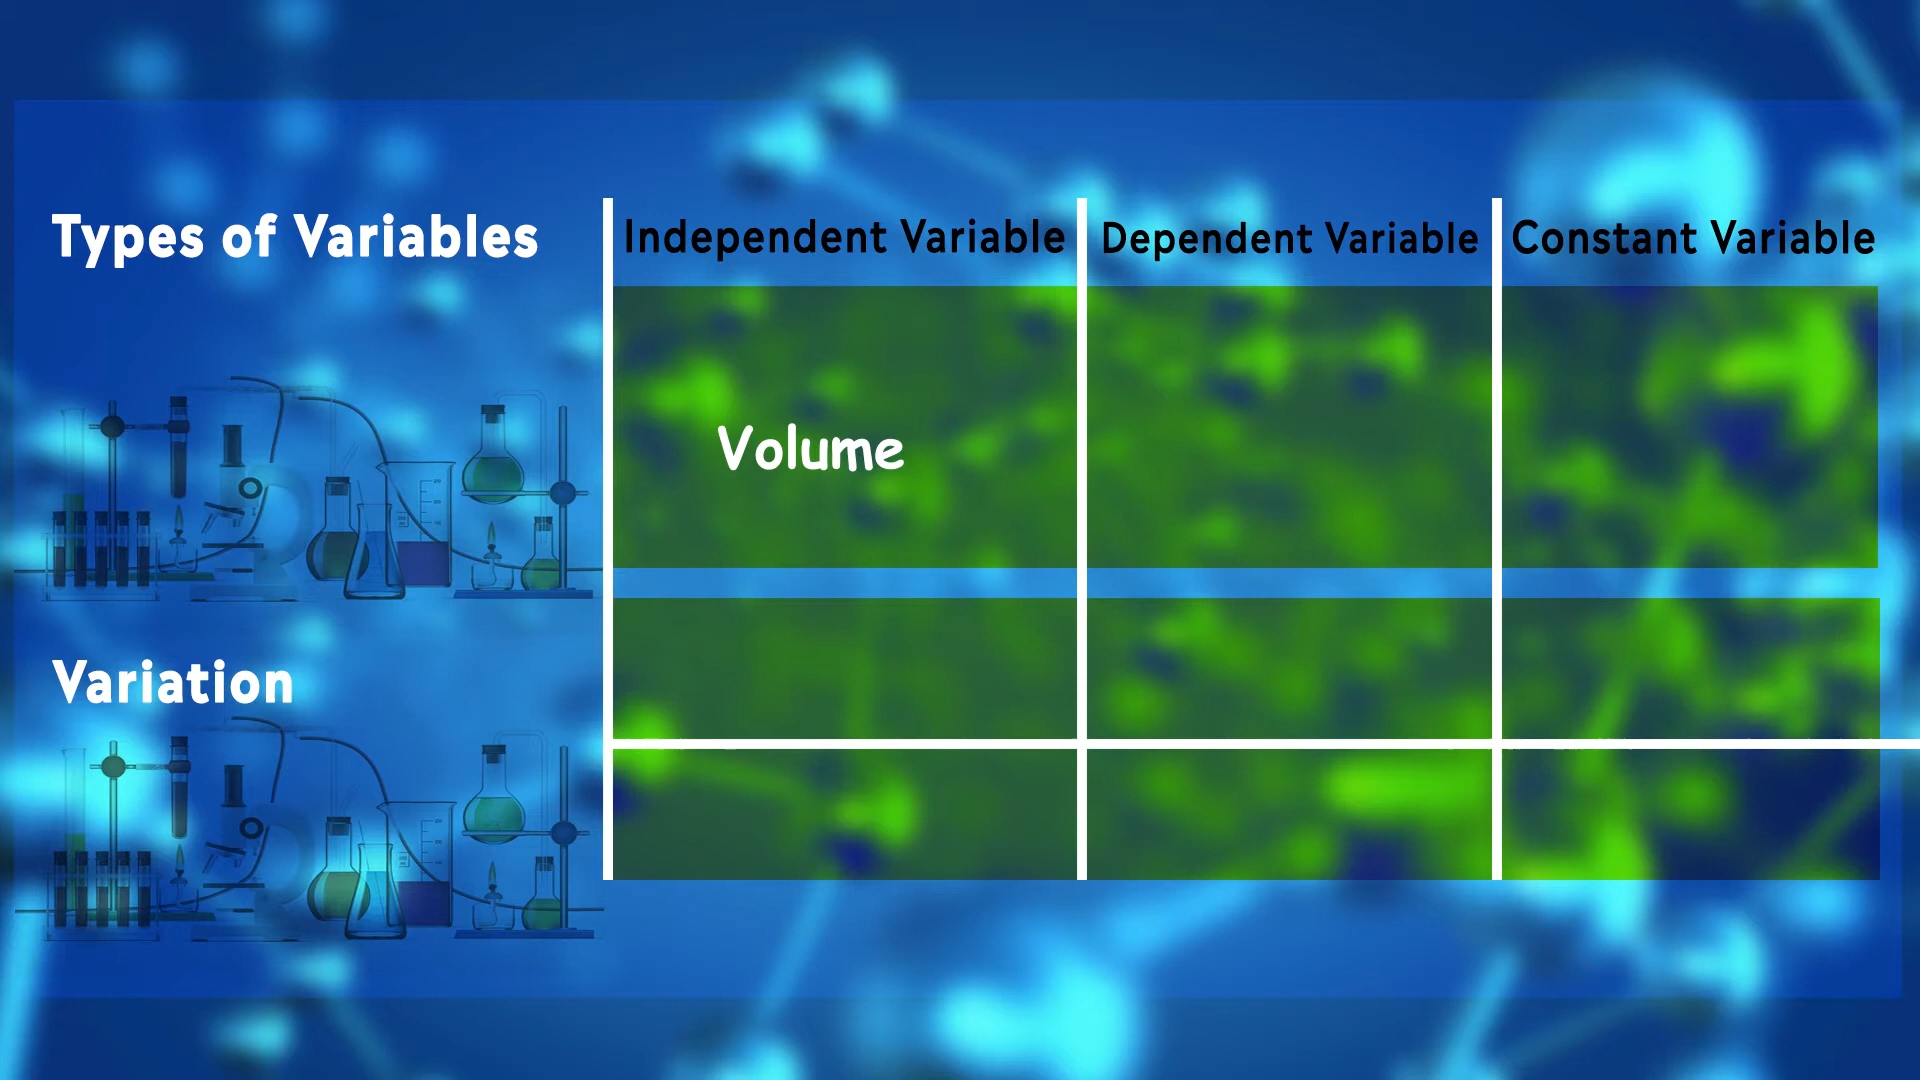 Types of Variables
Independent Variable
Dependent Variable
Constant Variable
Volume
Variation